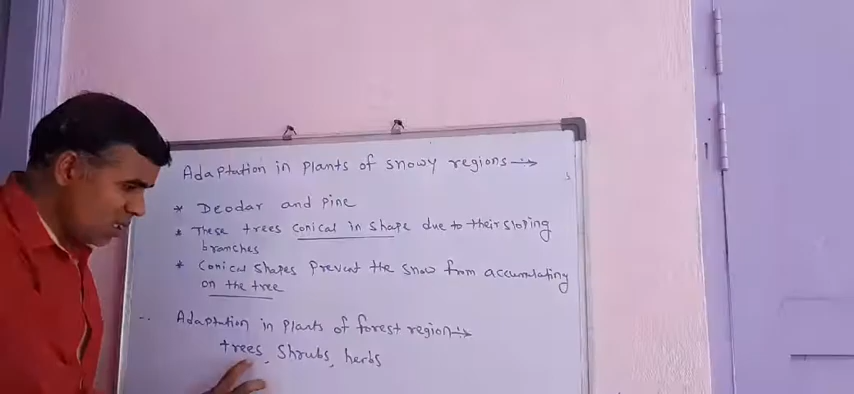 Adaptation in plants of snowy regions →
* Deodar and pine
* These trees conical in shape due to their sloping
branches
* Conical shapes prevent the snow from accumulating
on the tree
Adaptation in plants of forest region →
trees, shrubs, herbs